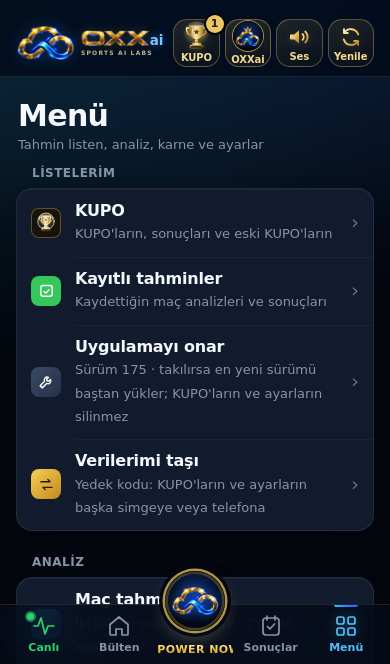 OXXai
SPORTS AI LABS
1
KUPO
OXXai
Ses
Yenile
Menü
Tahmin listen, analiz, karne ve ayarlar
LİSTELERİM
KUPO
KUPO'ların, sonuçları ve eski KUPO'ların
Kayıtlı tahminler
Kaydettiğin maç analizleri ve sonuçları
Uygulamayı onar
Sürüm 175 · takılırsa en yeni sürümü
baştan yükler; KUPO'ların ve ayarların
silinmez
Verilerimi taşı
Yedek kodu: KUPO'ların ve ayarların
başka simgeye veya telefona
ANALİZ
Maç tahm
Canlı
Bülten
POWER NOV
Sonuçlar
Menü